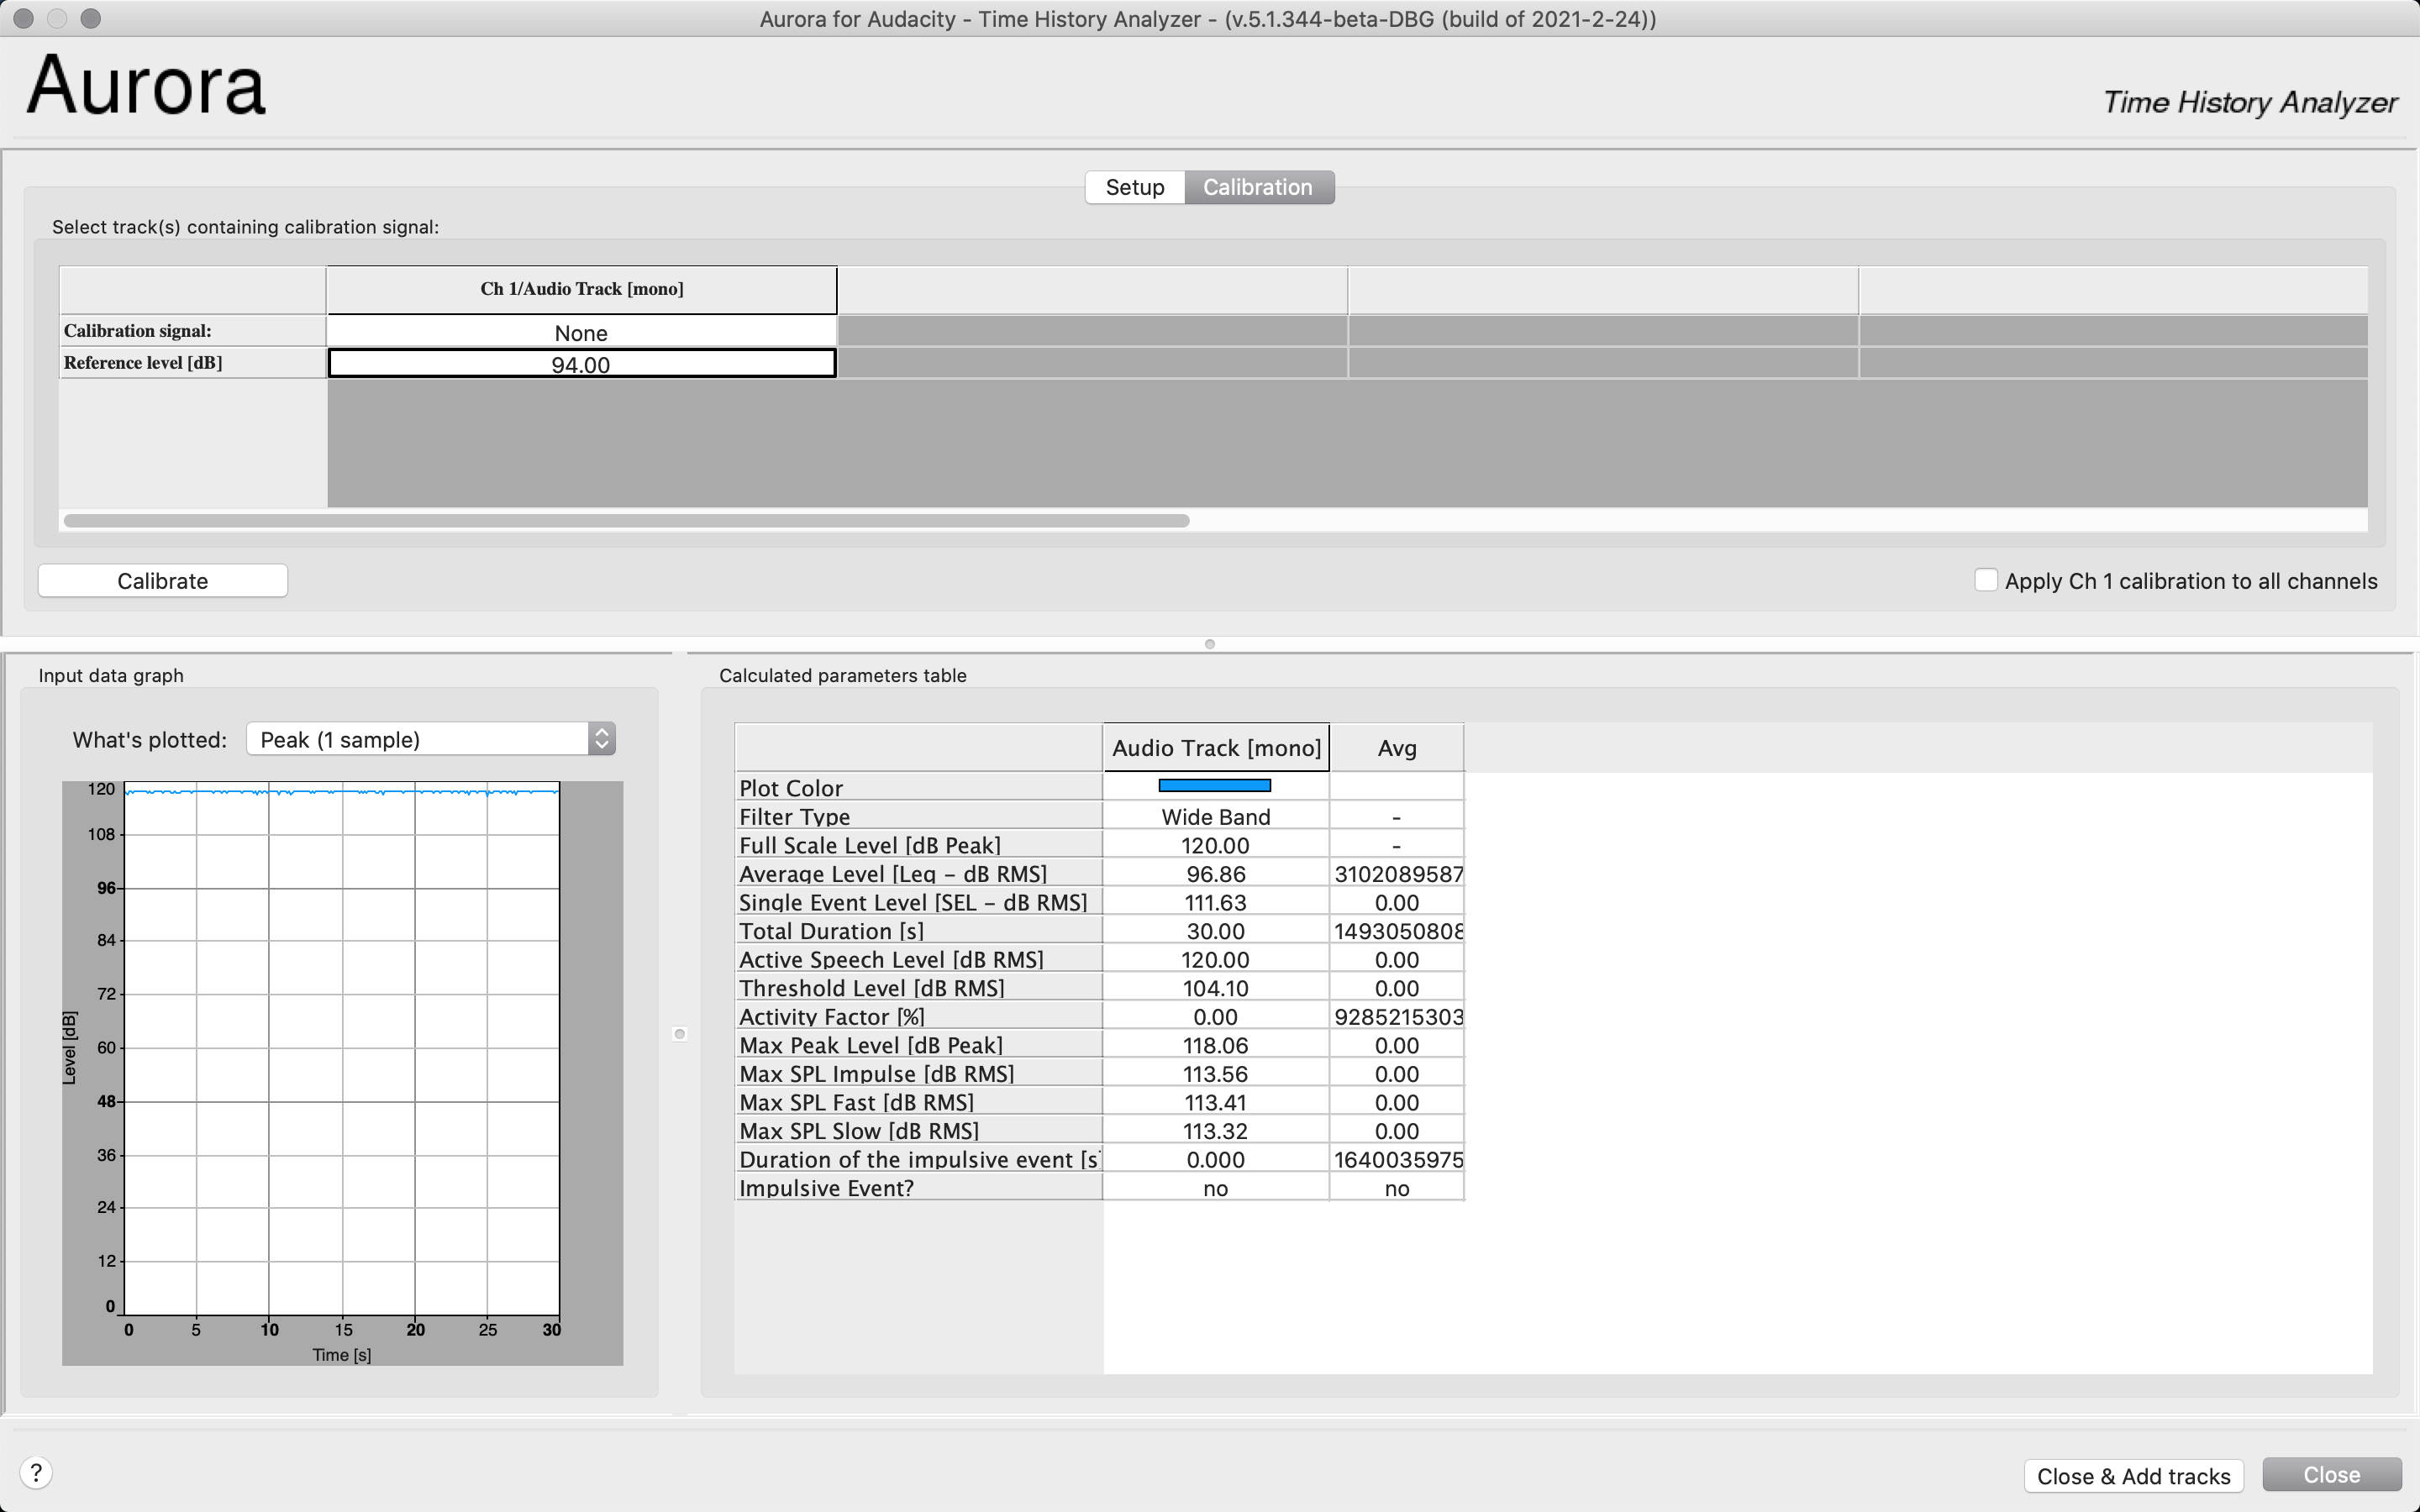 Aurora for Audacity - Time History Analyzer - (v.5.1.344-beta-DBG (build of 2021-2-24))
Aurora
Time History Analyzer
Setup Calibration
Select track(s) containing calibration signal:
Ch 1/Audio Track [mono]
Calibration signal: None
Reference level [dB] 94.00
Calibrate
Apply Ch 1 calibration to all channels
Input data graph
What's plotted: Peak (1 sample)
120
108
96
84
72
60
48
36
24
12
0
Level [dB]
0 5 10 15 20 25 30
Time [s]
Calculated parameters table
Audio Track [mono] Avg
Plot Color
Filter Type Wide Band -
Full Scale Level [dB Peak] 120.00 -
Average Level [Leq - dB RMS] 96.86 3102089587
Single Event Level [SEL - dB RMS] 111.63 0.00
Total Duration [s] 30.00 1493050808
Active Speech Level [dB RMS] 120.00 0.00
Threshold Level [dB RMS] 104.10 0.00
Activity Factor [%] 0.00 9285215303
Max Peak Level [dB Peak] 118.06 0.00
Max SPL Impulse [dB RMS] 113.56 0.00
Max SPL Fast [dB RMS] 113.41 0.00
Max SPL Slow [dB RMS] 113.32 0.00
Duration of the impulsive event [s] 0.000 1640035975
Impulsive Event? no no
?
Close & Add tracks
Close